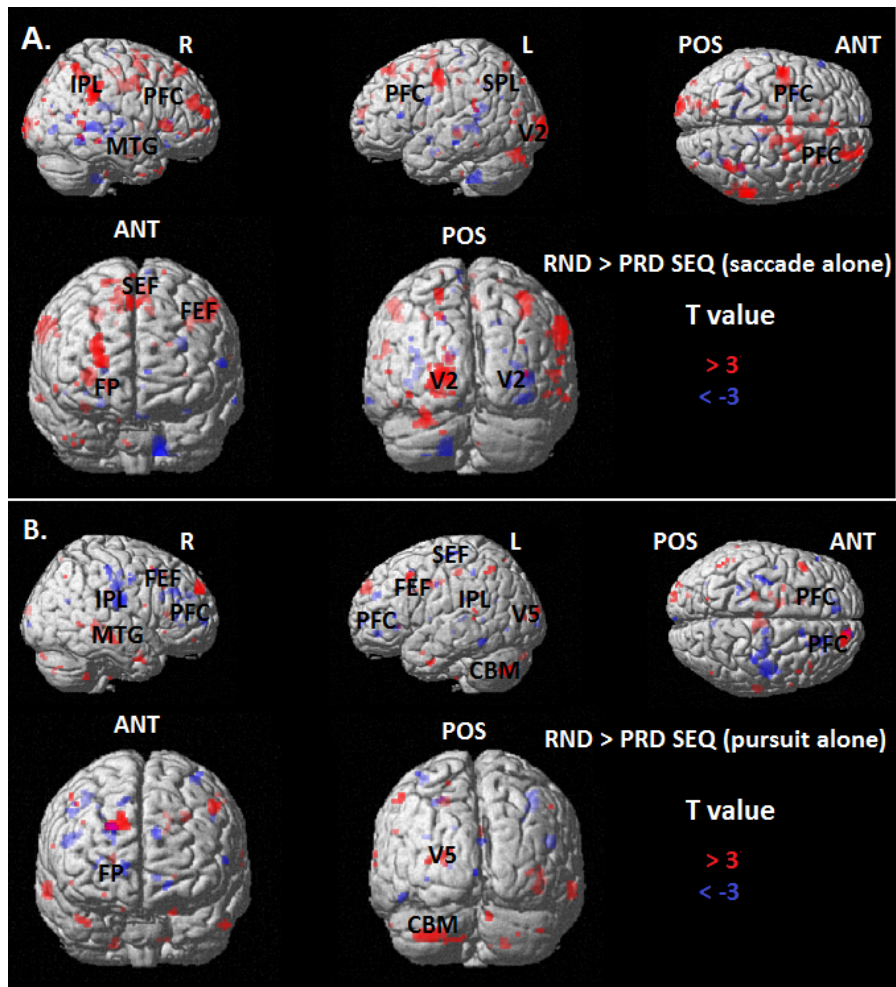 A.
R
L
POS
ANT
IPL
PFC
MTG
PFC
SPL
V2
PFC
PFC
ANT
POS
SEF
FEF
FP
V2
V2
RND > PRD SEQ (saccade alone)
T value
> 3
< -3
B.
R
L
POS
ANT
FEF
IPL
PFC
MTG
SEF
FEF
IPL
PFC
V5
CBM
PFC
PFC
ANT
POS
FP
V5
CBM
RND > PRD SEQ (pursuit alone)
T value
> 3
< -3